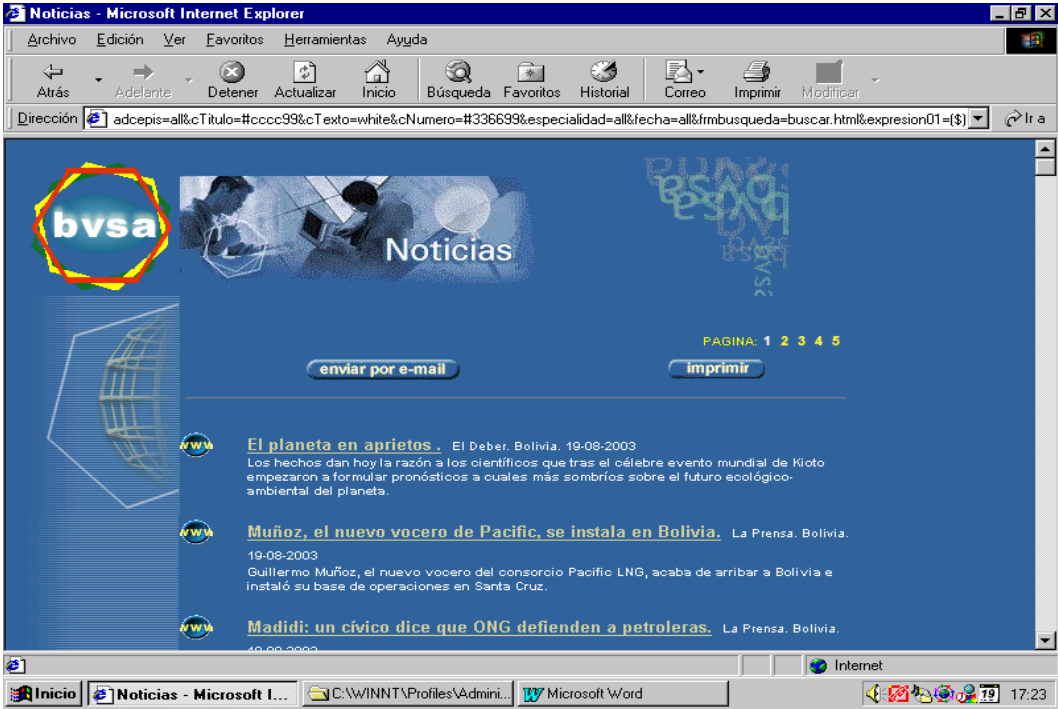 Noticias - Microsoft Internet Explorer
Archivo Edición Ver Favoritos Herramientas Ayuda
Atrás Adelante Detener Actualizar Inicio Búsqueda Favoritos Historial Correo Imprimir Modificar
Dirección adcepis=all&cTitulo=#cccc99&cTexto=white&cNumero=#336699&especialidad=all&fecha=all&frmbusqueda=buscar.html&expresion01=($) Ir a
bvsa
Noticias
PAGINA: 1 2 3 4 5
enviar por e-mail imprimir
www El planeta en aprietos . El Deber. Bolivia. 19-08-2003
Los hechos dan hoy la razón a los científicos que tras el célebre evento mundial de Kioto
empezaron a formular pronósticos a cuales más sombríos sobre el futuro ecológico-
ambiental del planeta.
www Muñoz, el nuevo vocero de Pacific, se instala en Bolivia. La Prensa. Bolivia.
19-08-2003
Guillermo Muñoz, el nuevo vocero del consorcio Pacific LNG, acaba de arribar a Bolivia e
instaló su base de operaciones en Santa Cruz.
www Madidi: un cívico dice que ONG defienden a petroleras. La Prensa. Bolivia.
Internet
Inicio Noticias - Microsoft I... C:\WINNT\Profiles\Admini... Microsoft Word 19 17:23